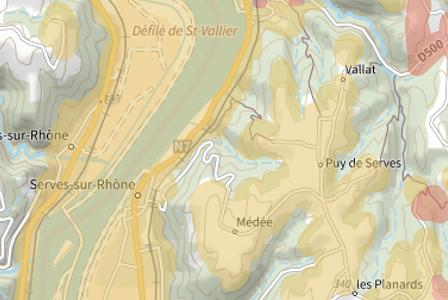 Défilé de St-Vallier
D500
Vallat
348
s-sur-Rhône
N7
Puy de Serves
Serves-sur-Rhône
Médée
340
les Planards